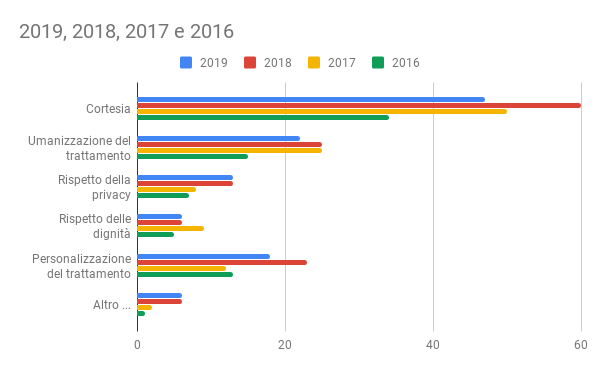 2019, 2018, 2017 e 2016
2019 2018 2017 2016
Cortesia
Umanizzazione del
trattamento
Rispetto della
privacy
Rispetto delle
dignità
Personalizzazione
del trattamento
Altro ...
0 20 40 60